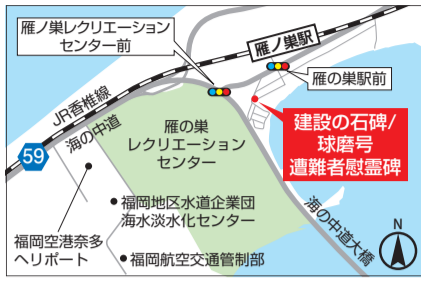 雁ノ巣レクリエーション
センター前
雁ノ巣駅
雁の巣駅前
JR香椎線
海の中道
59
雁の巣
レクリエーション
センター
建設の石碑/
球磨号
遭難者慰霊碑
福岡地区水道企業団
海水淡水化センター
福岡空港奈多
ヘリポート
福岡航空交通管制部
海の中道大橋
N